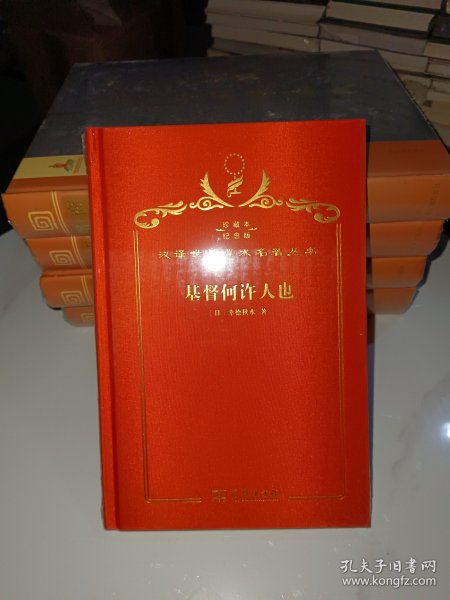 珍藏本
纪念版
汉译世界学术名著丛书
基督何许人也
[日] 幸德秋水 著
孔夫子旧书网
www.kongfz.com